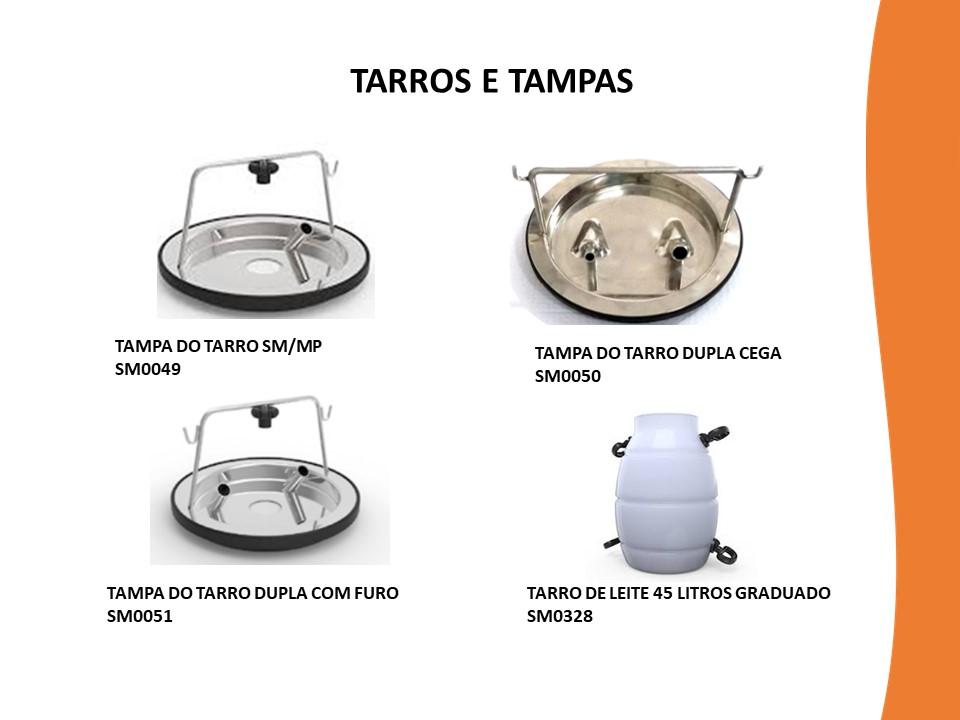 TARROS E TAMPAS
TAMPA DO TARRO SM/MP
SM0049
TAMPA DO TARRO DUPLA CEGA
SM0050
TAMPA DO TARRO DUPLA COM FURO
SM0051
TARRO DE LEITE 45 LITROS GRADUADO
SM0328